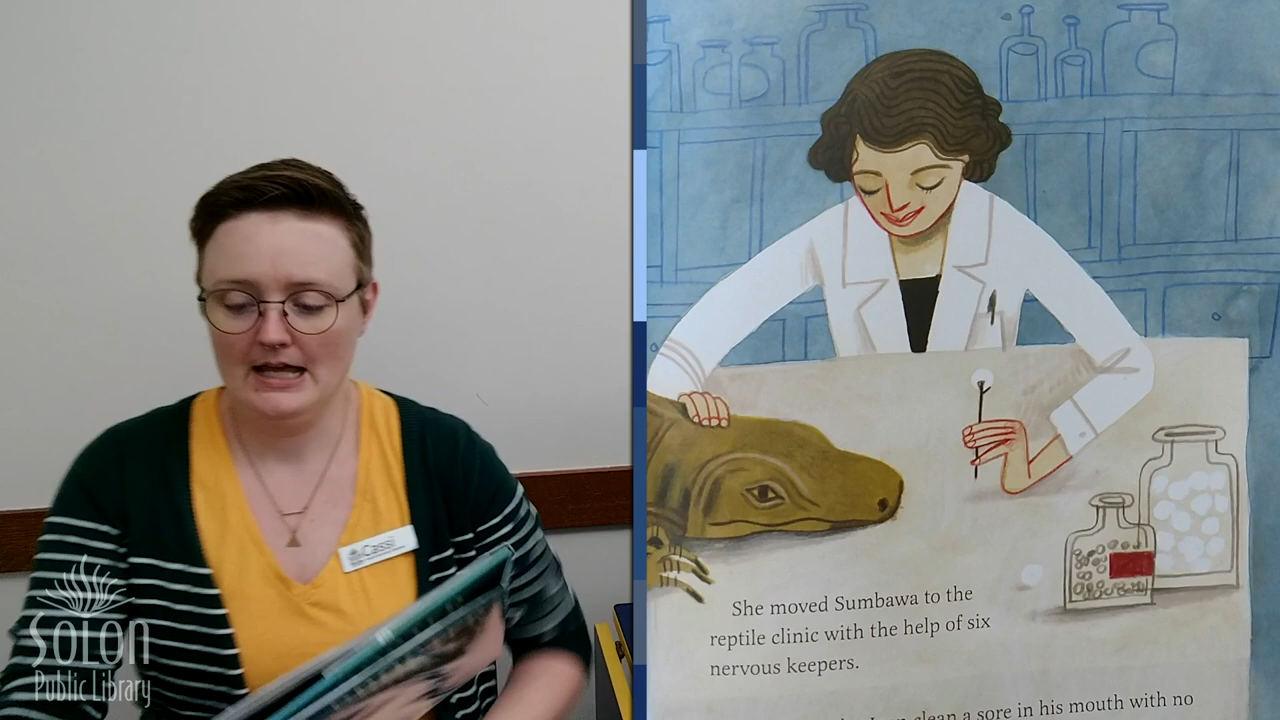 Cassi
SOLON
Public Library
She moved Sumbawa to the
reptile clinic with the help of six
nervous keepers.
clean a sore in his mouth with no